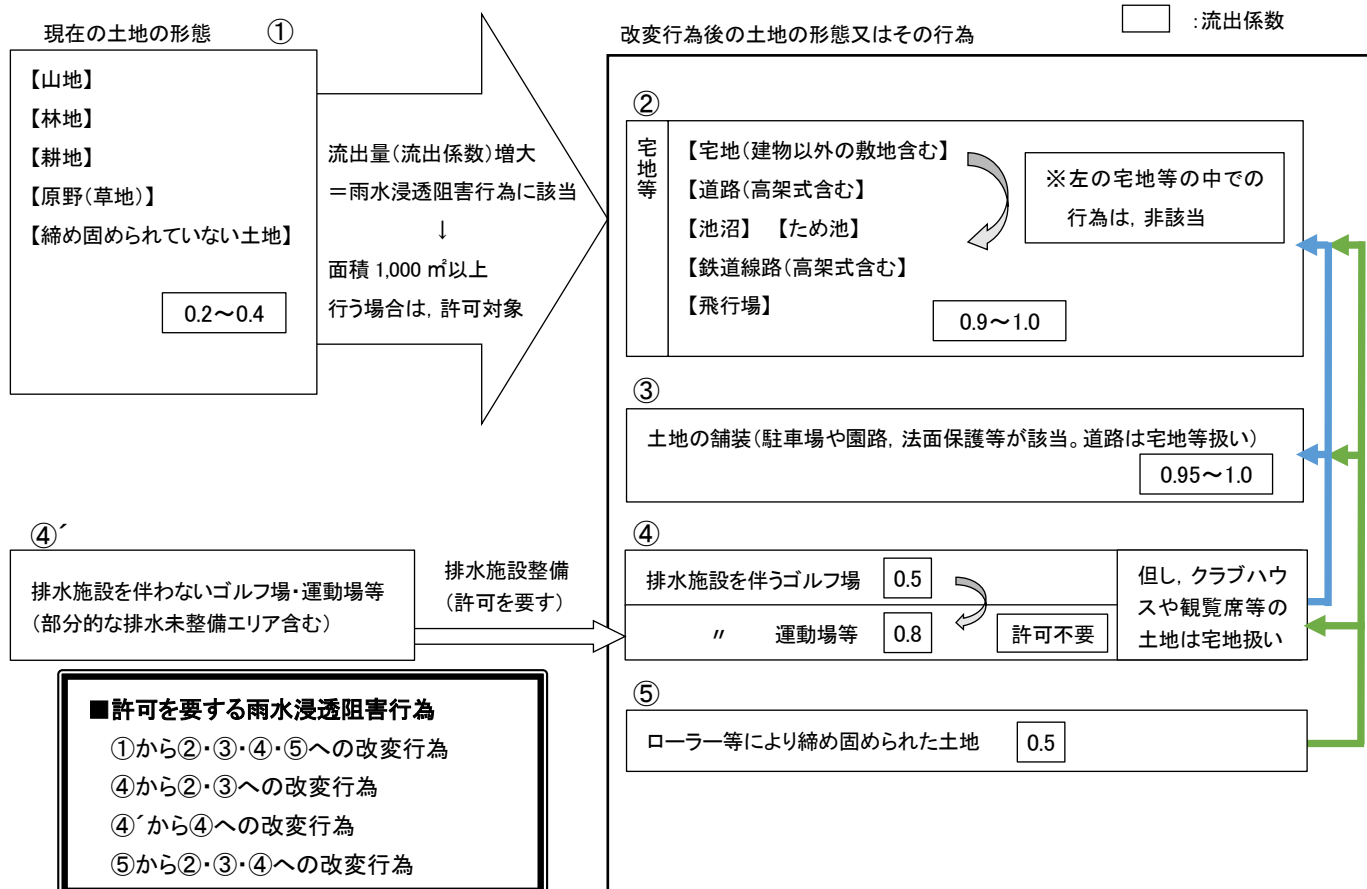 現在の土地の形態 ①
【山地】
【林地】
【耕地】
【原野(草地)】
【締め固められていない土地】
0.2～0.4
流出量(流出係数)増大
＝雨水浸透阻害行為に該当
↓
面積 1,000 ㎡以上
行う場合は, 許可対象
改変行為後の土地の形態又はその行為
:流出係数
②
宅地等
【宅地(建物以外の敷地含む】
【道路(高架式含む】
【池沼】 【ため池】
【鉄道線路(高架式含む】
【飛行場】
0.9～1.0
※左の宅地等の中での
行為は, 非該当
③
土地の舗装(駐車場や園路, 法面保護等が該当。道路は宅地等扱い)
0.95～1.0
④´
排水施設を伴わないゴルフ場・運動場等
(部分的な排水未整備エリア含む)
排水施設整備
(許可を要す)
④
排水施設を伴うゴルフ場 0.5
〃 運動場等 0.8
許可不要
但し, クラブハウ
スや観覧席等の
土地は宅地扱い
⑤
ローラー等により締め固められた土地 0.5
■許可を要する雨水浸透阻害行為
①から②・③・④・⑤への改変行為
④から②・③への改変行為
④´から④への改変行為
⑤から②・③・④への改変行為